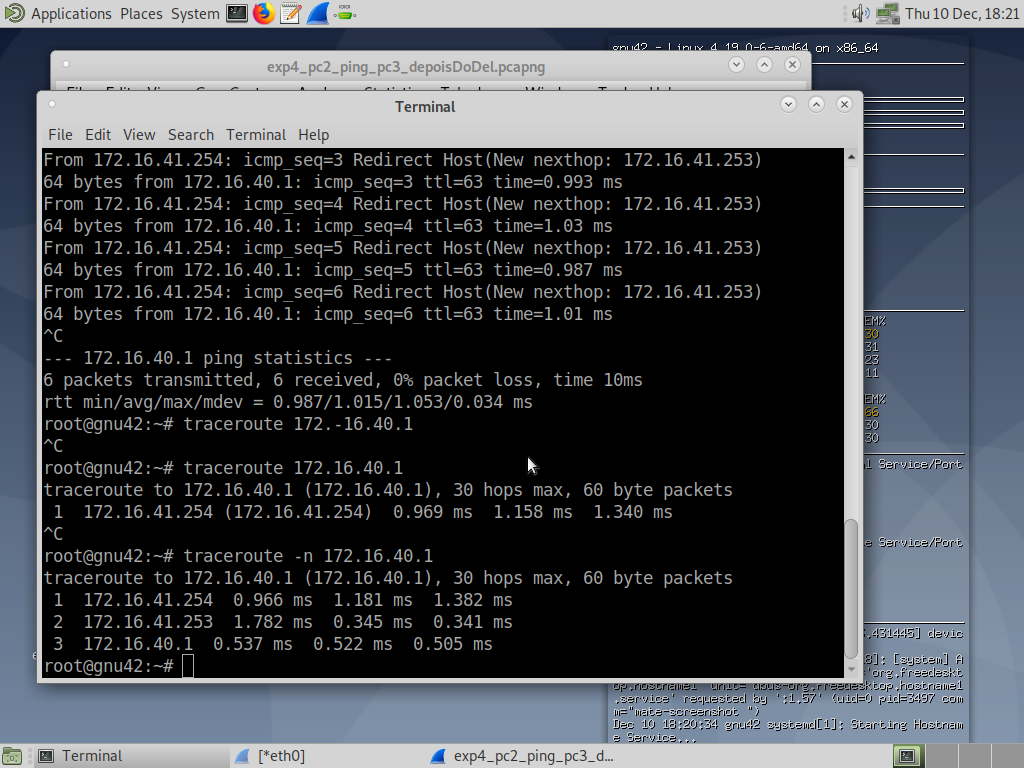 Applications Places System Thu 10 Dec, 18:21
gnu42 - Linux 4.19.0-6-amd64 on x86_64
exp4_pc2_ping_pc3_depoisDoDel.pcapng
Terminal
File Edit View Search Terminal Help
From 172.16.41.254: icmp_seq=3 Redirect Host(New nexthop: 172.16.41.253)
64 bytes from 172.16.40.1: icmp_seq=3 ttl=63 time=0.993 ms
From 172.16.41.254: icmp_seq=4 Redirect Host(New nexthop: 172.16.41.253)
64 bytes from 172.16.40.1: icmp_seq=4 ttl=63 time=1.03 ms
From 172.16.41.254: icmp_seq=5 Redirect Host(New nexthop: 172.16.41.253)
64 bytes from 172.16.40.1: icmp_seq=5 ttl=63 time=0.987 ms
From 172.16.41.254: icmp_seq=6 Redirect Host(New nexthop: 172.16.41.253)
64 bytes from 172.16.40.1: icmp_seq=6 ttl=63 time=1.01 ms
^C
--- 172.16.40.1 ping statistics ---
6 packets transmitted, 6 received, 0% packet loss, time 10ms
rtt min/avg/max/mdev = 0.987/1.015/1.053/0.034 ms
root@gnu42:~# traceroute 172.-16.40.1
^C
root@gnu42:~# traceroute 172.16.40.1
traceroute to 172.16.40.1 (172.16.40.1), 30 hops max, 60 byte packets
1 172.16.41.254 (172.16.41.254) 0.969 ms 1.158 ms 1.340 ms
^C
root@gnu42:~# traceroute -n 172.16.40.1
traceroute to 172.16.40.1 (172.16.40.1), 30 hops max, 60 byte packets
1 172.16.41.254 0.966 ms 1.181 ms 1.382 ms
2 172.16.41.253 1.782 ms 0.345 ms 0.341 ms
3 172.16.40.1 0.537 ms 0.522 ms 0.505 ms
root@gnu42:~#
EM%
30
31
23
11
EM%
66
30
30
l Service/Port
e Service/Port
,431445] devic
8]: [system] A
'org.freedeskt
op.hostname1' unit='dbus-org.freedesktop.hostname1
.service' requested by ':1.57' (uid=0 pid=3497 com
m="mate-screenshot ")
Dec 10 18:20:34 gnu42 systemd[1]: Starting Hostnam
e Service...
Terminal [*eth0] exp4_pc2_ping_pc3_d...